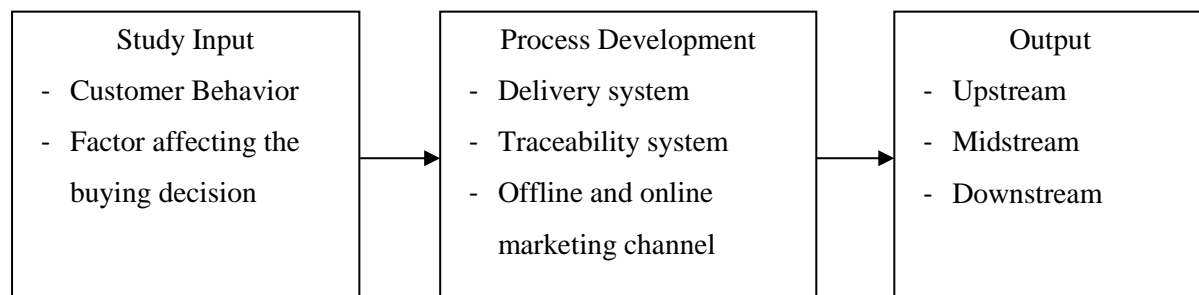 Study Input
- Customer Behavior
- Factor affecting the
buying decision
Process Development
- Delivery system
- Traceability system
- Offline and online
marketing channel
Output
- Upstream
- Midstream
- Downstream